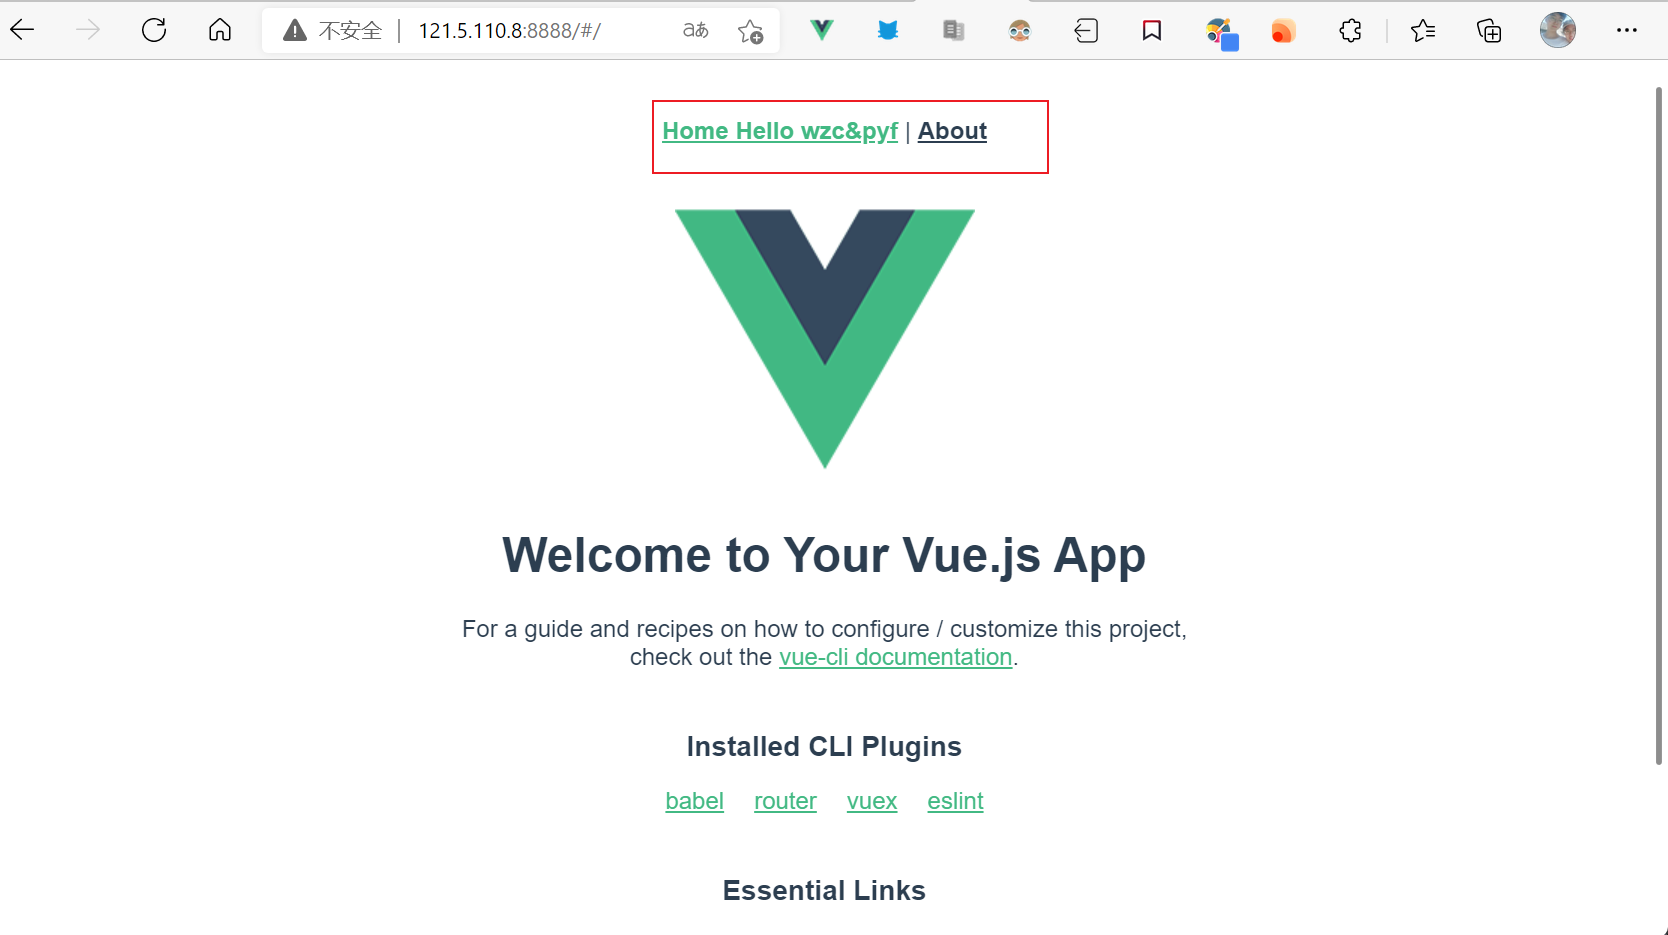 不安全 | 121.5.110.8:8888/#/ aあ
Home Hello wzc&pyf | About
Welcome to Your Vue.js App
For a guide and recipes on how to configure / customize this project,
check out the vue-cli documentation.
Installed CLI Plugins
babel router vuex eslint
Essential Links